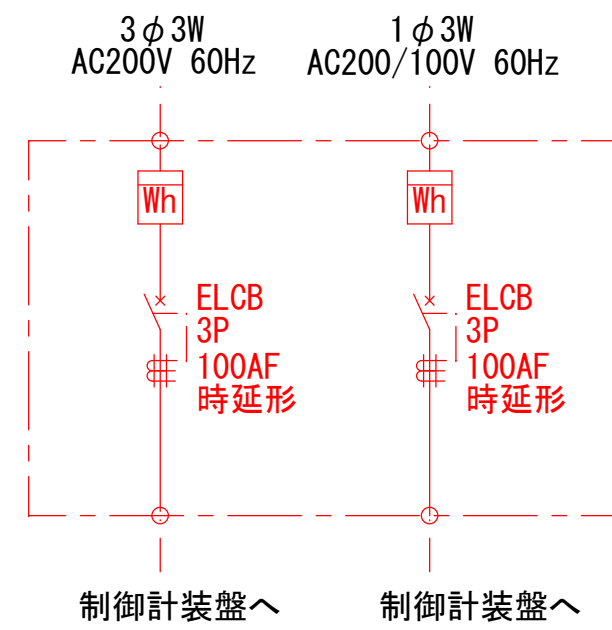 3φ3W
AC200V 60Hz
1φ3W
AC200/100V 60Hz
Wh
Wh
ELCB
3P
100AF
時延形
ELCB
3P
100AF
時延形
制御計装盤へ
制御計装盤へ